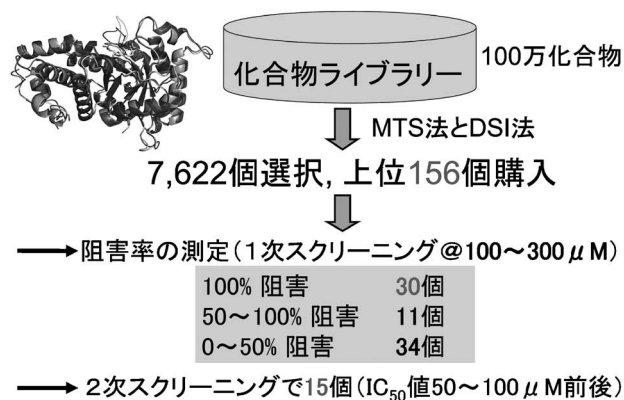 化合物ライブラリー
100万化合物
MTS法とDSI法
7,622個選択, 上位156個購入
阻害率の測定(1次スクリーニング@100~300μM)
100% 阻害 30個
50~100% 阻害 11個
0~50% 阻害 34個
2次スクリーニングで15個(IC50値50~100μM前後)